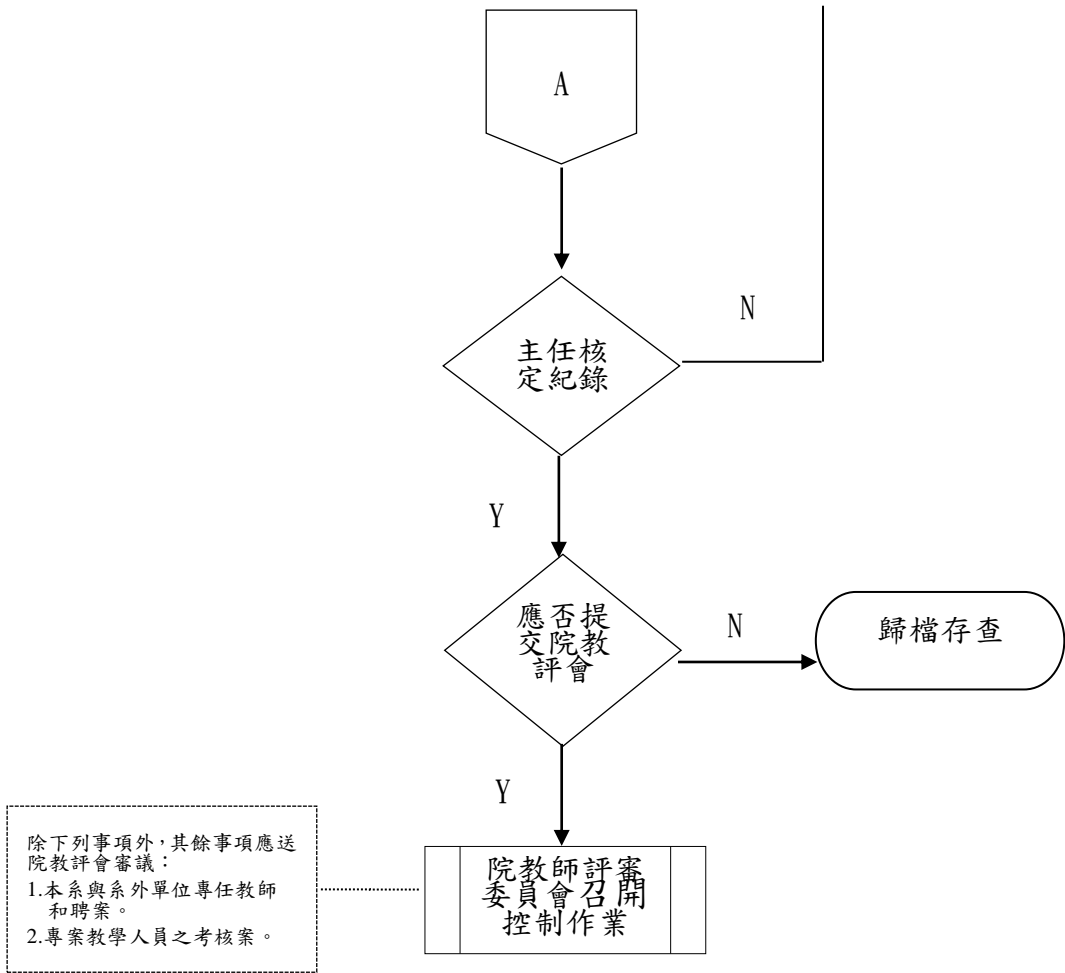 A
主任核
定紀錄
N
Y
應否提
交院教
評會
N
歸檔存查
Y
院教師評審
委員會召開
控制作業
除下列事項外，其餘事項應送
院教評會審議：
1.本系與系外單位專任教師
和聘案。
2.專案教學人員之考核案。